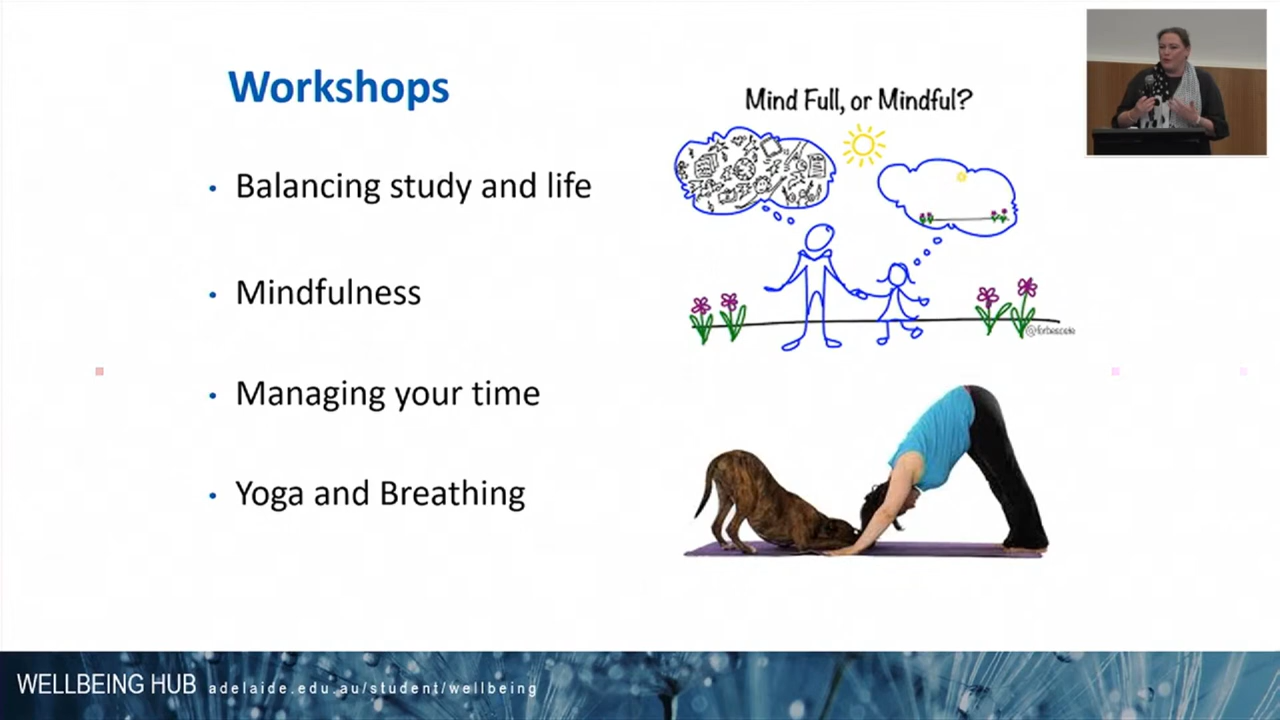 Workshops
• Balancing study and life
• Mindfulness
• Managing your time
• Yoga and Breathing
Mind Full, or Mindful?
@forbesoste
WELLBEING HUB adelaide.edu.au/student/wellbeing